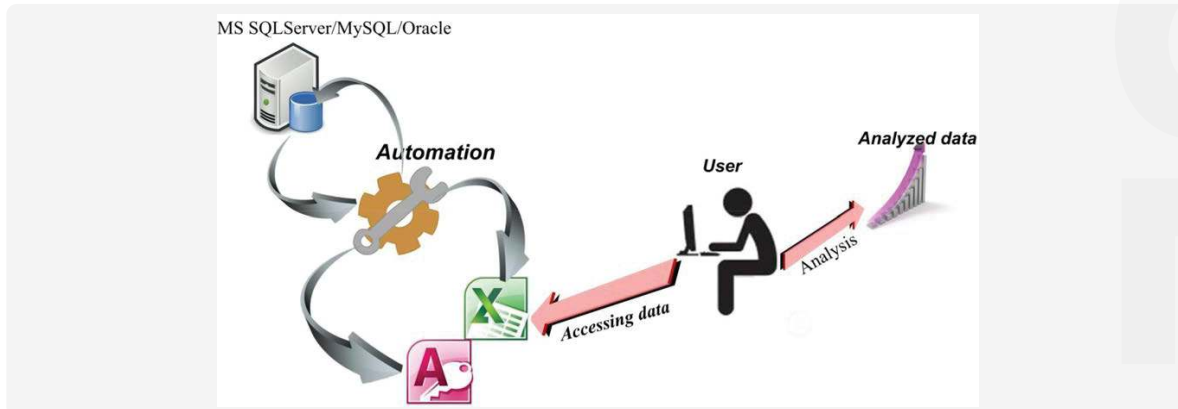 MS SQLServer/MySQL/Oracle
Automation
User
Analyzed data
Analysis
Accessing data
X
A